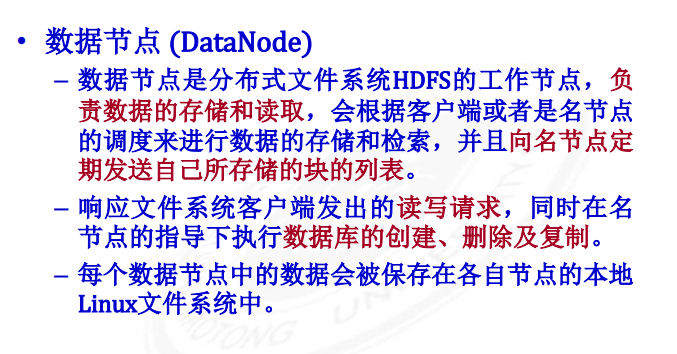 • 数据节点 (DataNode)
– 数据节点是分布式文件系统HDFS的工作节点，负
责数据的存储和读取，会根据客户端或者是名节点
的调度来进行数据的存储和检索，并且向名节点定
期发送自己所存储的块的列表。
– 响应文件系统客户端发出的读写请求，同时在名
节点的指导下执行数据库的创建、删除及复制。
– 每个数据节点中的数据会被保存在各自节点的本地
Linux文件系统中。